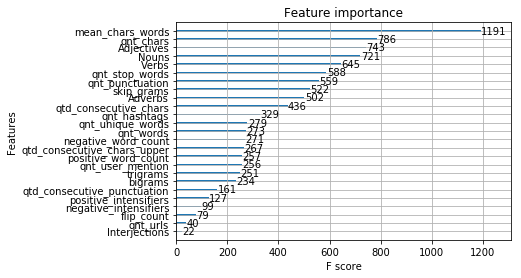 Feature importance
mean_chars_words 1191
qnt_chars 786
Adjectives 743
Nouns 721
Verbs 645
qnt_stop_words 588
qnt_punctuation 559
skip_grams 522
Adverbs 502
qtd_consecutive_chars 436
qnt_hashtags 329
qnt_unique_words 279
qnt_words 273
negative_word_count 271
qtd_consecutive_chars_upper 267
positive_word_count 257
qnt_user_mention 256
trigrams 251
bigrams 234
qtd_consecutive_punctuation 161
positive_intensifiers 127
negative_intensifiers 99
flip_count 79
qnt_urls 40
Interjections 22
Features
0 200 400 600 800 1000 1200
F score